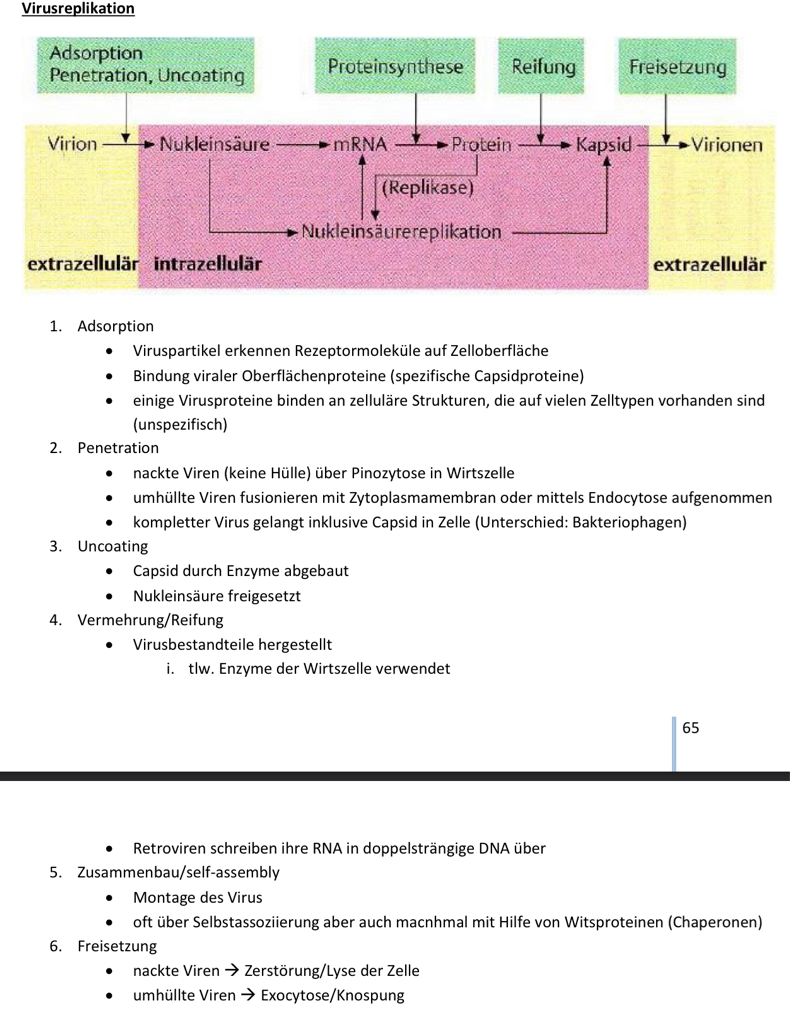 Virusreplikation
Adsorption
Penetration, Uncoating
Proteinsynthese
Reifung
Freisetzung
Virion
Nukleinsäure
mRNA
Protein
Kapsid
Virionen
(Replikase)
Nukleinsäurereplikation
extrazellulär
intrazellulär
extrazellulär
1. Adsorption
• Viruspartikel erkennen Rezeptormoleküle auf Zelloberfläche
• Bindung viraler Oberflächenproteine (spezifische Capsidproteine)
• einige Virusproteine binden an zelluläre Strukturen, die auf vielen Zelltypen vorhanden sind
(unspezifisch)
2. Penetration
• nackte Viren (keine Hülle) über Pinozytose in Wirtszelle
• umhüllte Viren fusionieren mit Zytoplasmamembran oder mittels Endocytose aufgenommen
• kompletter Virus gelangt inklusive Capsid in Zelle (Unterschied: Bakteriophagen)
3. Uncoating
• Capsid durch Enzyme abgebaut
• Nukleinsäure freigesetzt
4. Vermehrung/Reifung
• Virusbestandteile hergestellt
i. tlw. Enzyme der Wirtszelle verwendet
65
• Retroviren schreiben ihre RNA in doppelsträngige DNA über
5. Zusammenbau/self-assembly
• Montage des Virus
• oft über Selbstassoziierung aber auch macnhmal mit Hilfe von Witsproteinen (Chaperonen)
6. Freisetzung
• nackte Viren → Zerstörung/Lyse der Zelle
• umhüllte Viren → Exocytose/Knospung